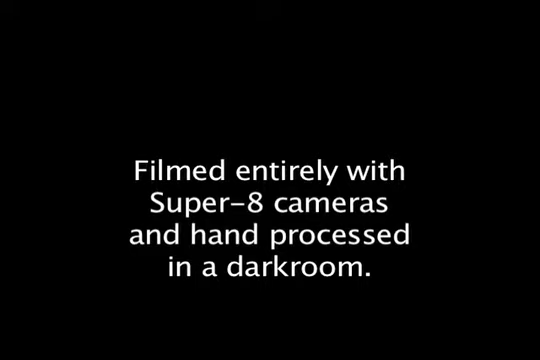 Filmed entirely with
Super-8 cameras
and hand processed
in a darkroom.